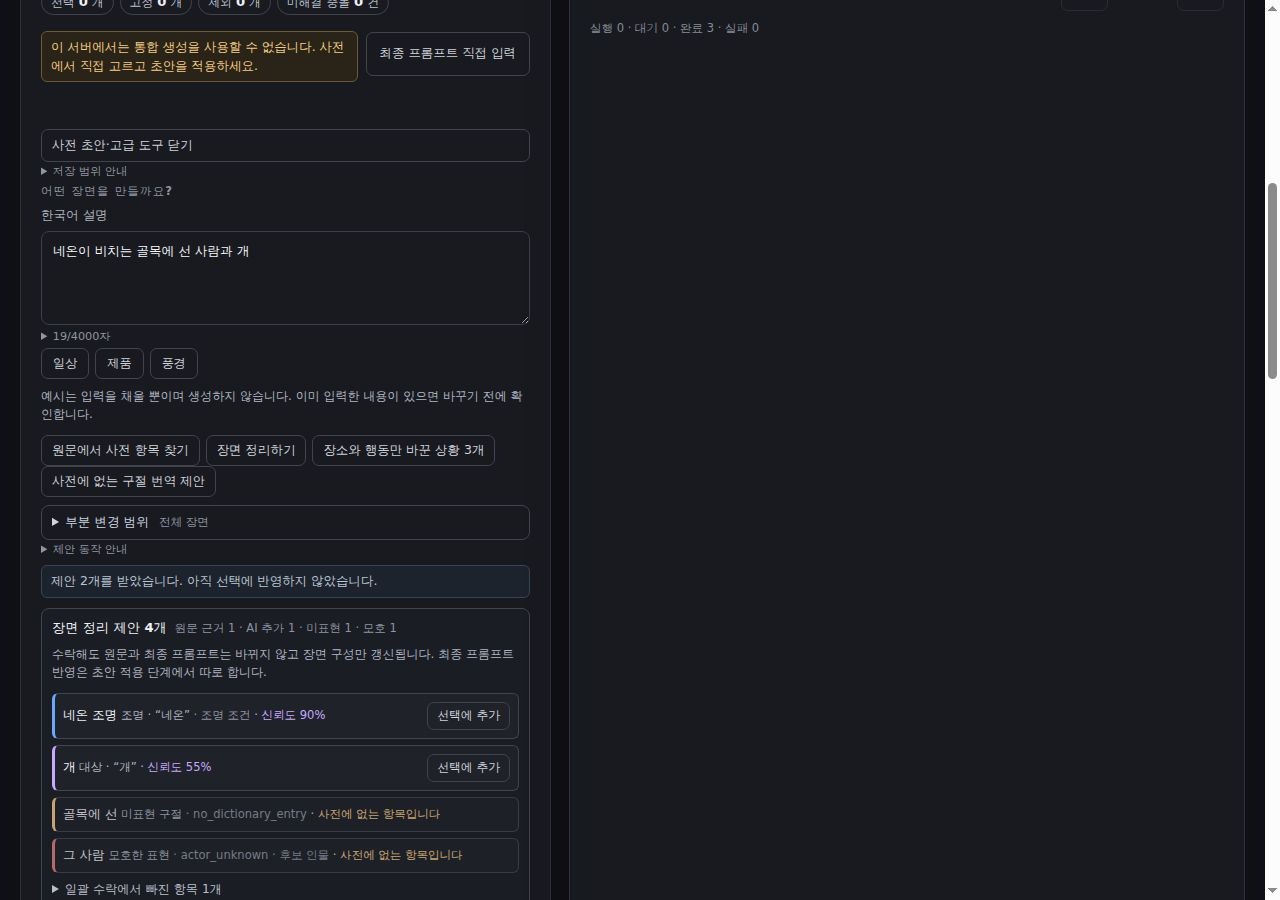 선택 0 개 고정 0 개 제외 0 개 미해결 충돌 0 건
이 서버에서는 통합 생성을 사용할 수 없습니다. 사전
에서 직접 고르고 초안을 적용하세요.
최종 프롬프트 직접 입력
사전 초안·고급 도구 닫기
▶ 저장 범위 안내
어떤 장면을 만들까요?
한국어 설명
네온이 비치는 골목에 선 사람과 개
▶ 19/4000자
일상 제품 풍경
예시는 입력을 채울 뿐이며 생성하지 않습니다. 이미 입력한 내용이 있으면 바꾸기 전에 확
인합니다.
원문에서 사전 항목 찾기 장면 정리하기 장소와 행동만 바꾼 상황 3개
사전에 없는 구절 번역 제안
▶ 부분 변경 범위 전체 장면
▶ 제안 동작 안내
제안 2개를 받았습니다. 아직 선택에 반영하지 않았습니다.
장면 정리 제안 4개 원문 근거 1 · AI 추가 1 · 미표현 1 · 모호 1
수락해도 원문과 최종 프롬프트는 바뀌지 않고 장면 구성만 갱신됩니다. 최종 프롬프트
반영은 초안 적용 단계에서 따로 합니다.
네온 조명 조명 · “네온” · 조명 조건 · 신뢰도 90% 선택에 추가
개 대상 · “개” · 신뢰도 55% 선택에 추가
골목에 선 미표현 구절 · no_dictionary_entry · 사전에 없는 항목입니다
그 사람 모호한 표현 · actor_unknown · 후보 인물 · 사전에 없는 항목입니다
▶ 일괄 수락에서 빠진 항목 1개
실행 0 · 대기 0 · 완료 3 · 실패 0